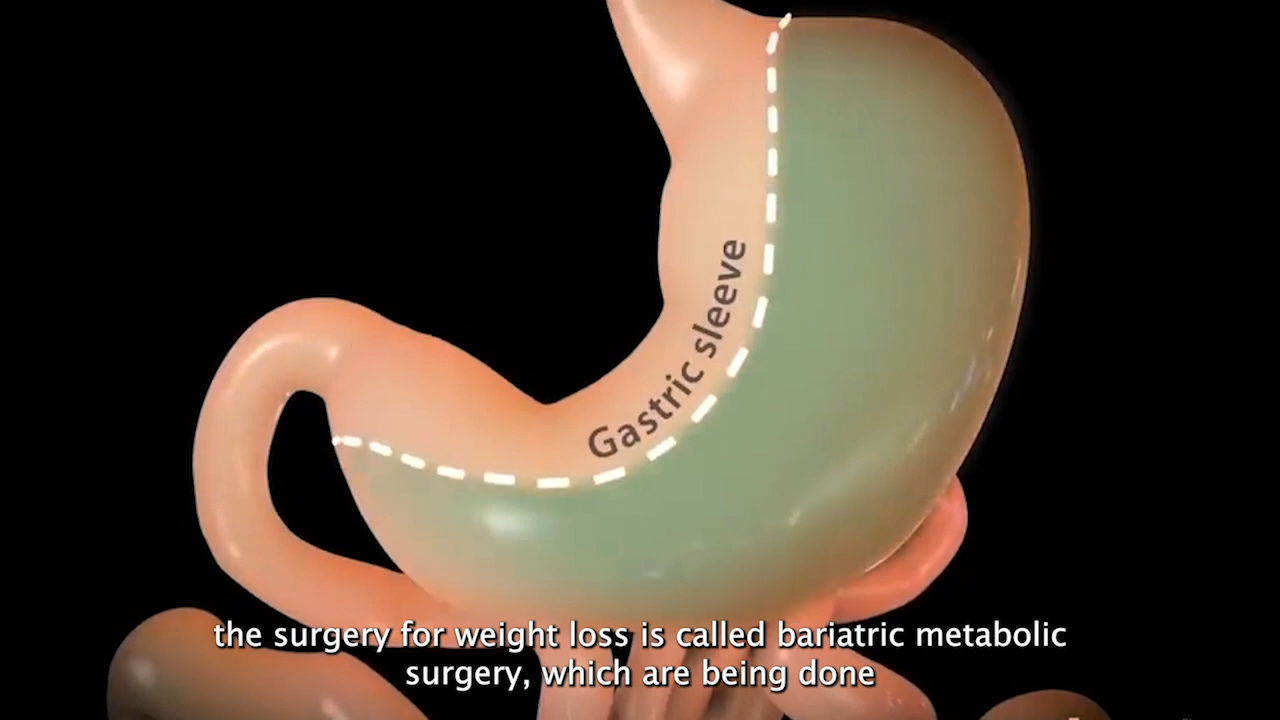 Gastric sleeve
the surgery for weight loss is called bariatric metabolic
surgery, which are being done